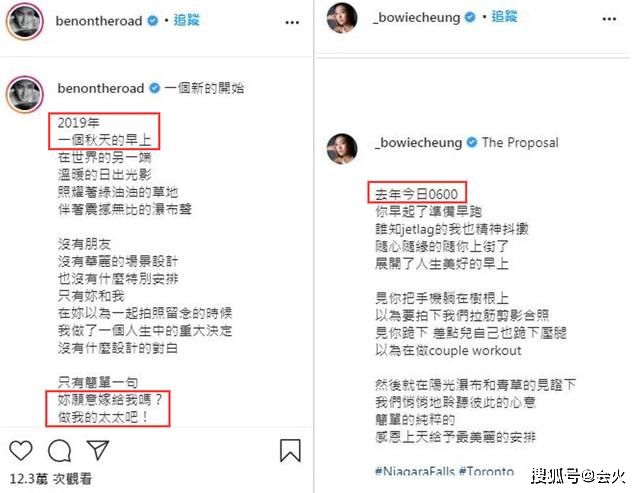 benontheroad • 追蹤
benontheroad 一個新的開始
2019年
一個秋天的早上
在世界的另一端
溫暖的日出光影
照耀著綠油油的草地
伴著震撼無比的瀑布聲
沒有朋友
沒有華麗的場景設計
也沒有什麼特別安排
只有妳和我
在妳以為一起拍照留念的時候
我做了一個人生中的重大決定
沒有什麼設計的對白
只有簡單一句
妳願意嫁給我嗎？
做我的太太吧！
12.3萬 次觀看
_bowiecheung • 追蹤
_bowiecheung The Proposal
去年今日0600
你早起了準備早跑
誰知jetlag的我也精神抖擻
隨心隨緣的隨你上街了
展開了人生美好的早上
見你把手機躺在樹根上
以為要拍下我們拉筋剪影合照
見你跪下 差點兒自己也跪下壓腿
以為在做couple workout
然後就在陽光瀑布和青草的見證下
我們悄悄地聆聽彼此的心意
簡單的純粹的
感恩上天給予最美麗的安排
#NiagaraFalls #Toronto
搜狐号@会火